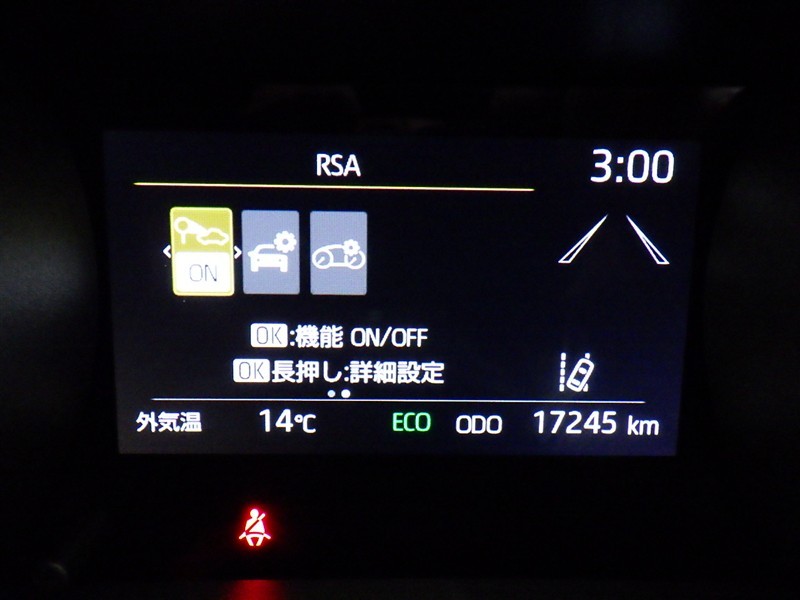 RSA 3:00
ON
OK:機能 ON/OFF
OK長押し:詳細設定
外気温 14℃ ECO ODO 17245 km